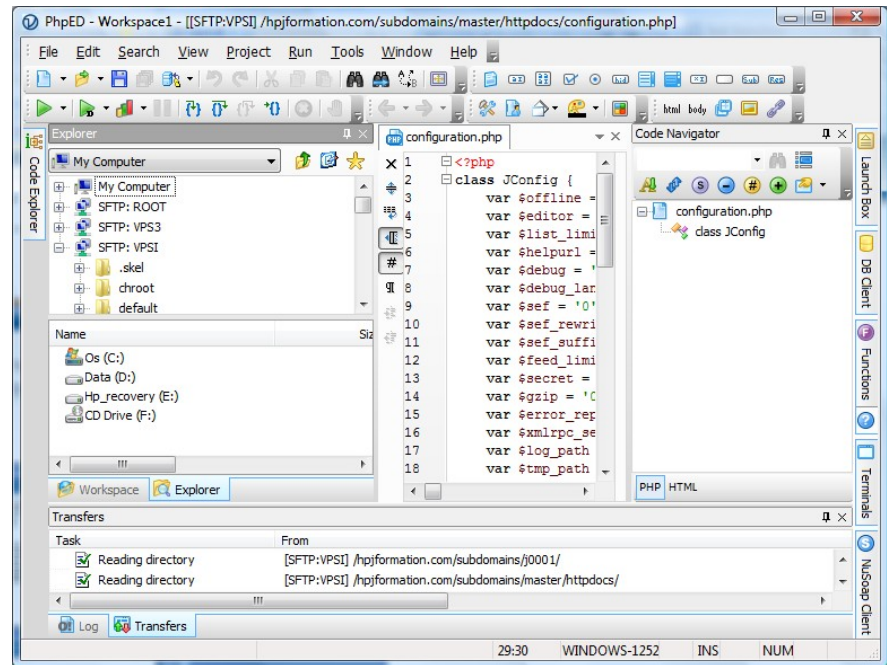 PhpED - Workspace1 - [[SFTP:VPSI] /hpjformation.com/subdomains/master/httpdocs/configuration.php]
File Edit Search View Project Run Tools Window Help
html body
Explorer
My Computer
My Computer
SFTP: ROOT
SFTP: VPS3
SFTP: VPSI
.skel
chroot
default
Name Siz
Os (C:)
Data (D:)
Hp_recovery (E:)
CD Drive (F:)
Workspace Explorer
Code Explorer
configuration.php
1 <?php
2 class JConfig {
3 var $offline =
4 var $editor =
5 var $list_limi
6 var $helpurl =
7 var $debug = '
8 var $debug_lan
9 var $sef = '0'
10 var $sef_rewri
11 var $sef_suffi
12 var $feed_limi
13 var $secret =
14 var $gzip = '0
15 var $error_rep
16 var $xmlrpc_se
17 var $log_path
18 var $tmp_path
Code Navigator
configuration.php
class JConfig
PHP HTML
Launch Box
DB Client
Functions
Terminals
NuSoap Client
Transfers
Task From
Reading directory [SFTP:VPSI] /hpjformation.com/subdomains/j0001/
Reading directory [SFTP:VPSI] /hpjformation.com/subdomains/master/httpdocs/
Log Transfers
29:30 WINDOWS-1252 INS NUM